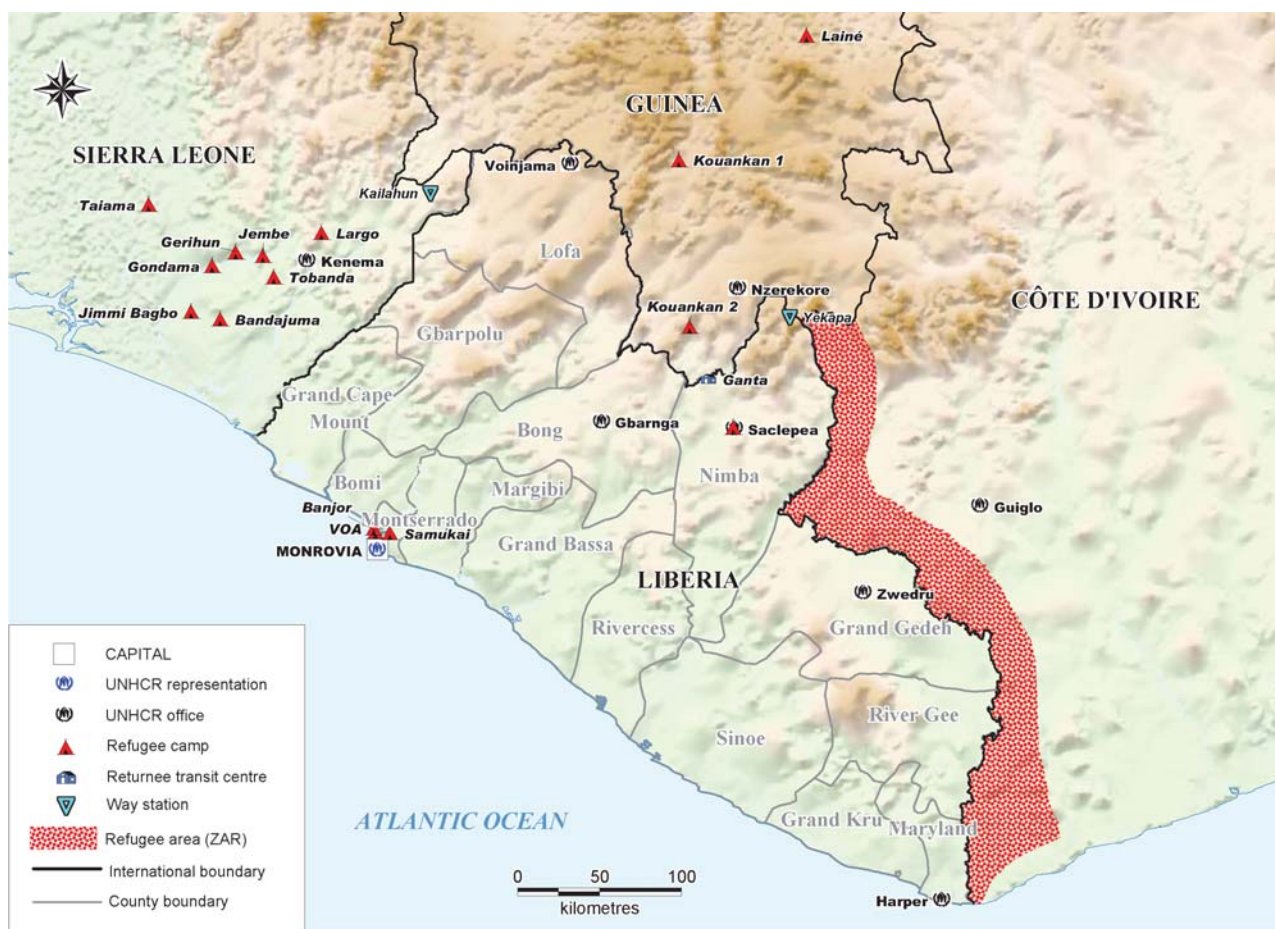 Lainé
GUINEA
SIERRA LEONE
Voinjama
Kouankan 1
Kailahun
Taiama
Jembe
Largo
Gerihun
Kenema
Lofa
Gondama
Tobanda
Nzerekore
CÔTE D'IVOIRE
Jimmi Bagbo
Bandajuma
Kouankan 2
Yekapa
Gbarpolu
Ganta
Grand Cape
Mount
Bong
Gbarnga
Saclepea
Nimba
Bomi
Margibi
Banjor
Montserrado
VOA
Samukai
MONROVIA
Grand Bassa
Guiglo
LIBERIA
Zwedru
Rivercess
Grand Gedeh
River Gee
Sinoe
ATLANTIC OCEAN
Grand Kru
Maryland
Harper
0 50 100
kilometres
CAPITAL
UNHCR representation
UNHCR office
Refugee camp
Returnee transit centre
Way station
Refugee area (ZAR)
International boundary
County boundary